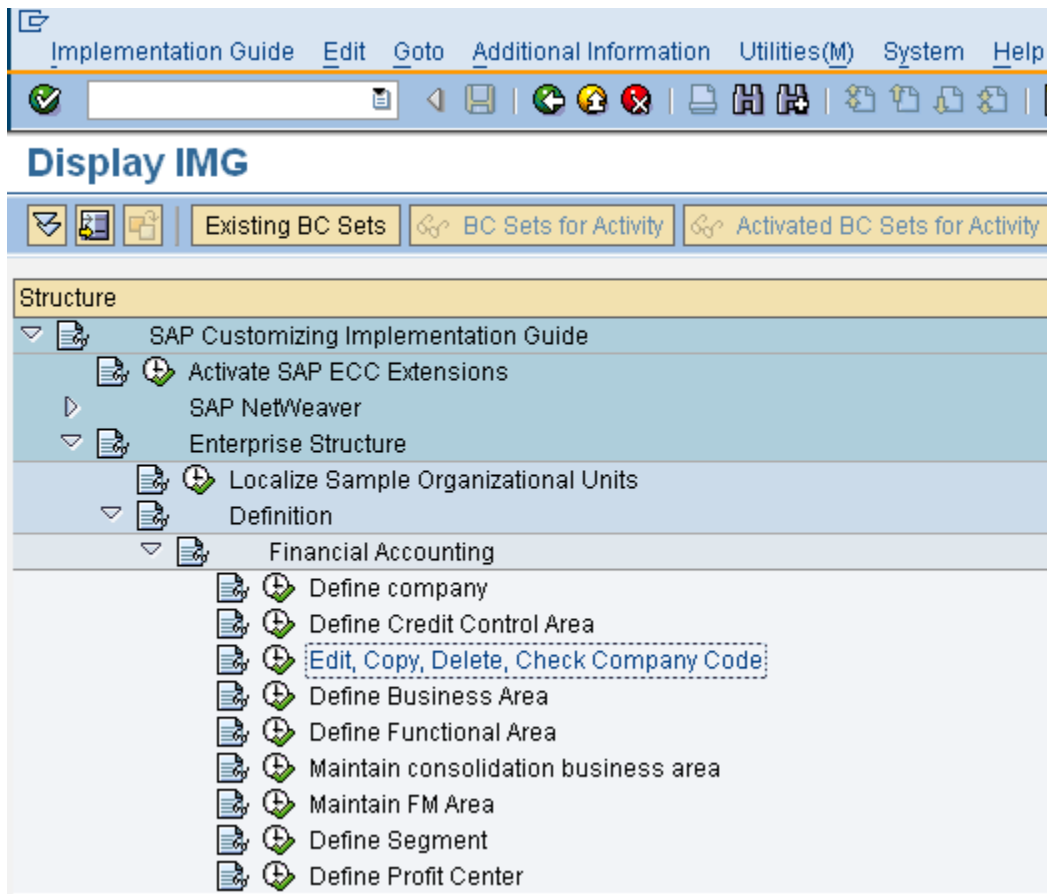 Implementation Guide Edit Goto Additional Information Utilities(M) System Help
Display IMG
Existing BC Sets BC Sets for Activity Activated BC Sets for Activity
Structure
SAP Customizing Implementation Guide
Activate SAP ECC Extensions
SAP NetWeaver
Enterprise Structure
Localize Sample Organizational Units
Definition
Financial Accounting
Define company
Define Credit Control Area
Edit, Copy, Delete, Check Company Code
Define Business Area
Define Functional Area
Maintain consolidation business area
Maintain FM Area
Define Segment
Define Profit Center